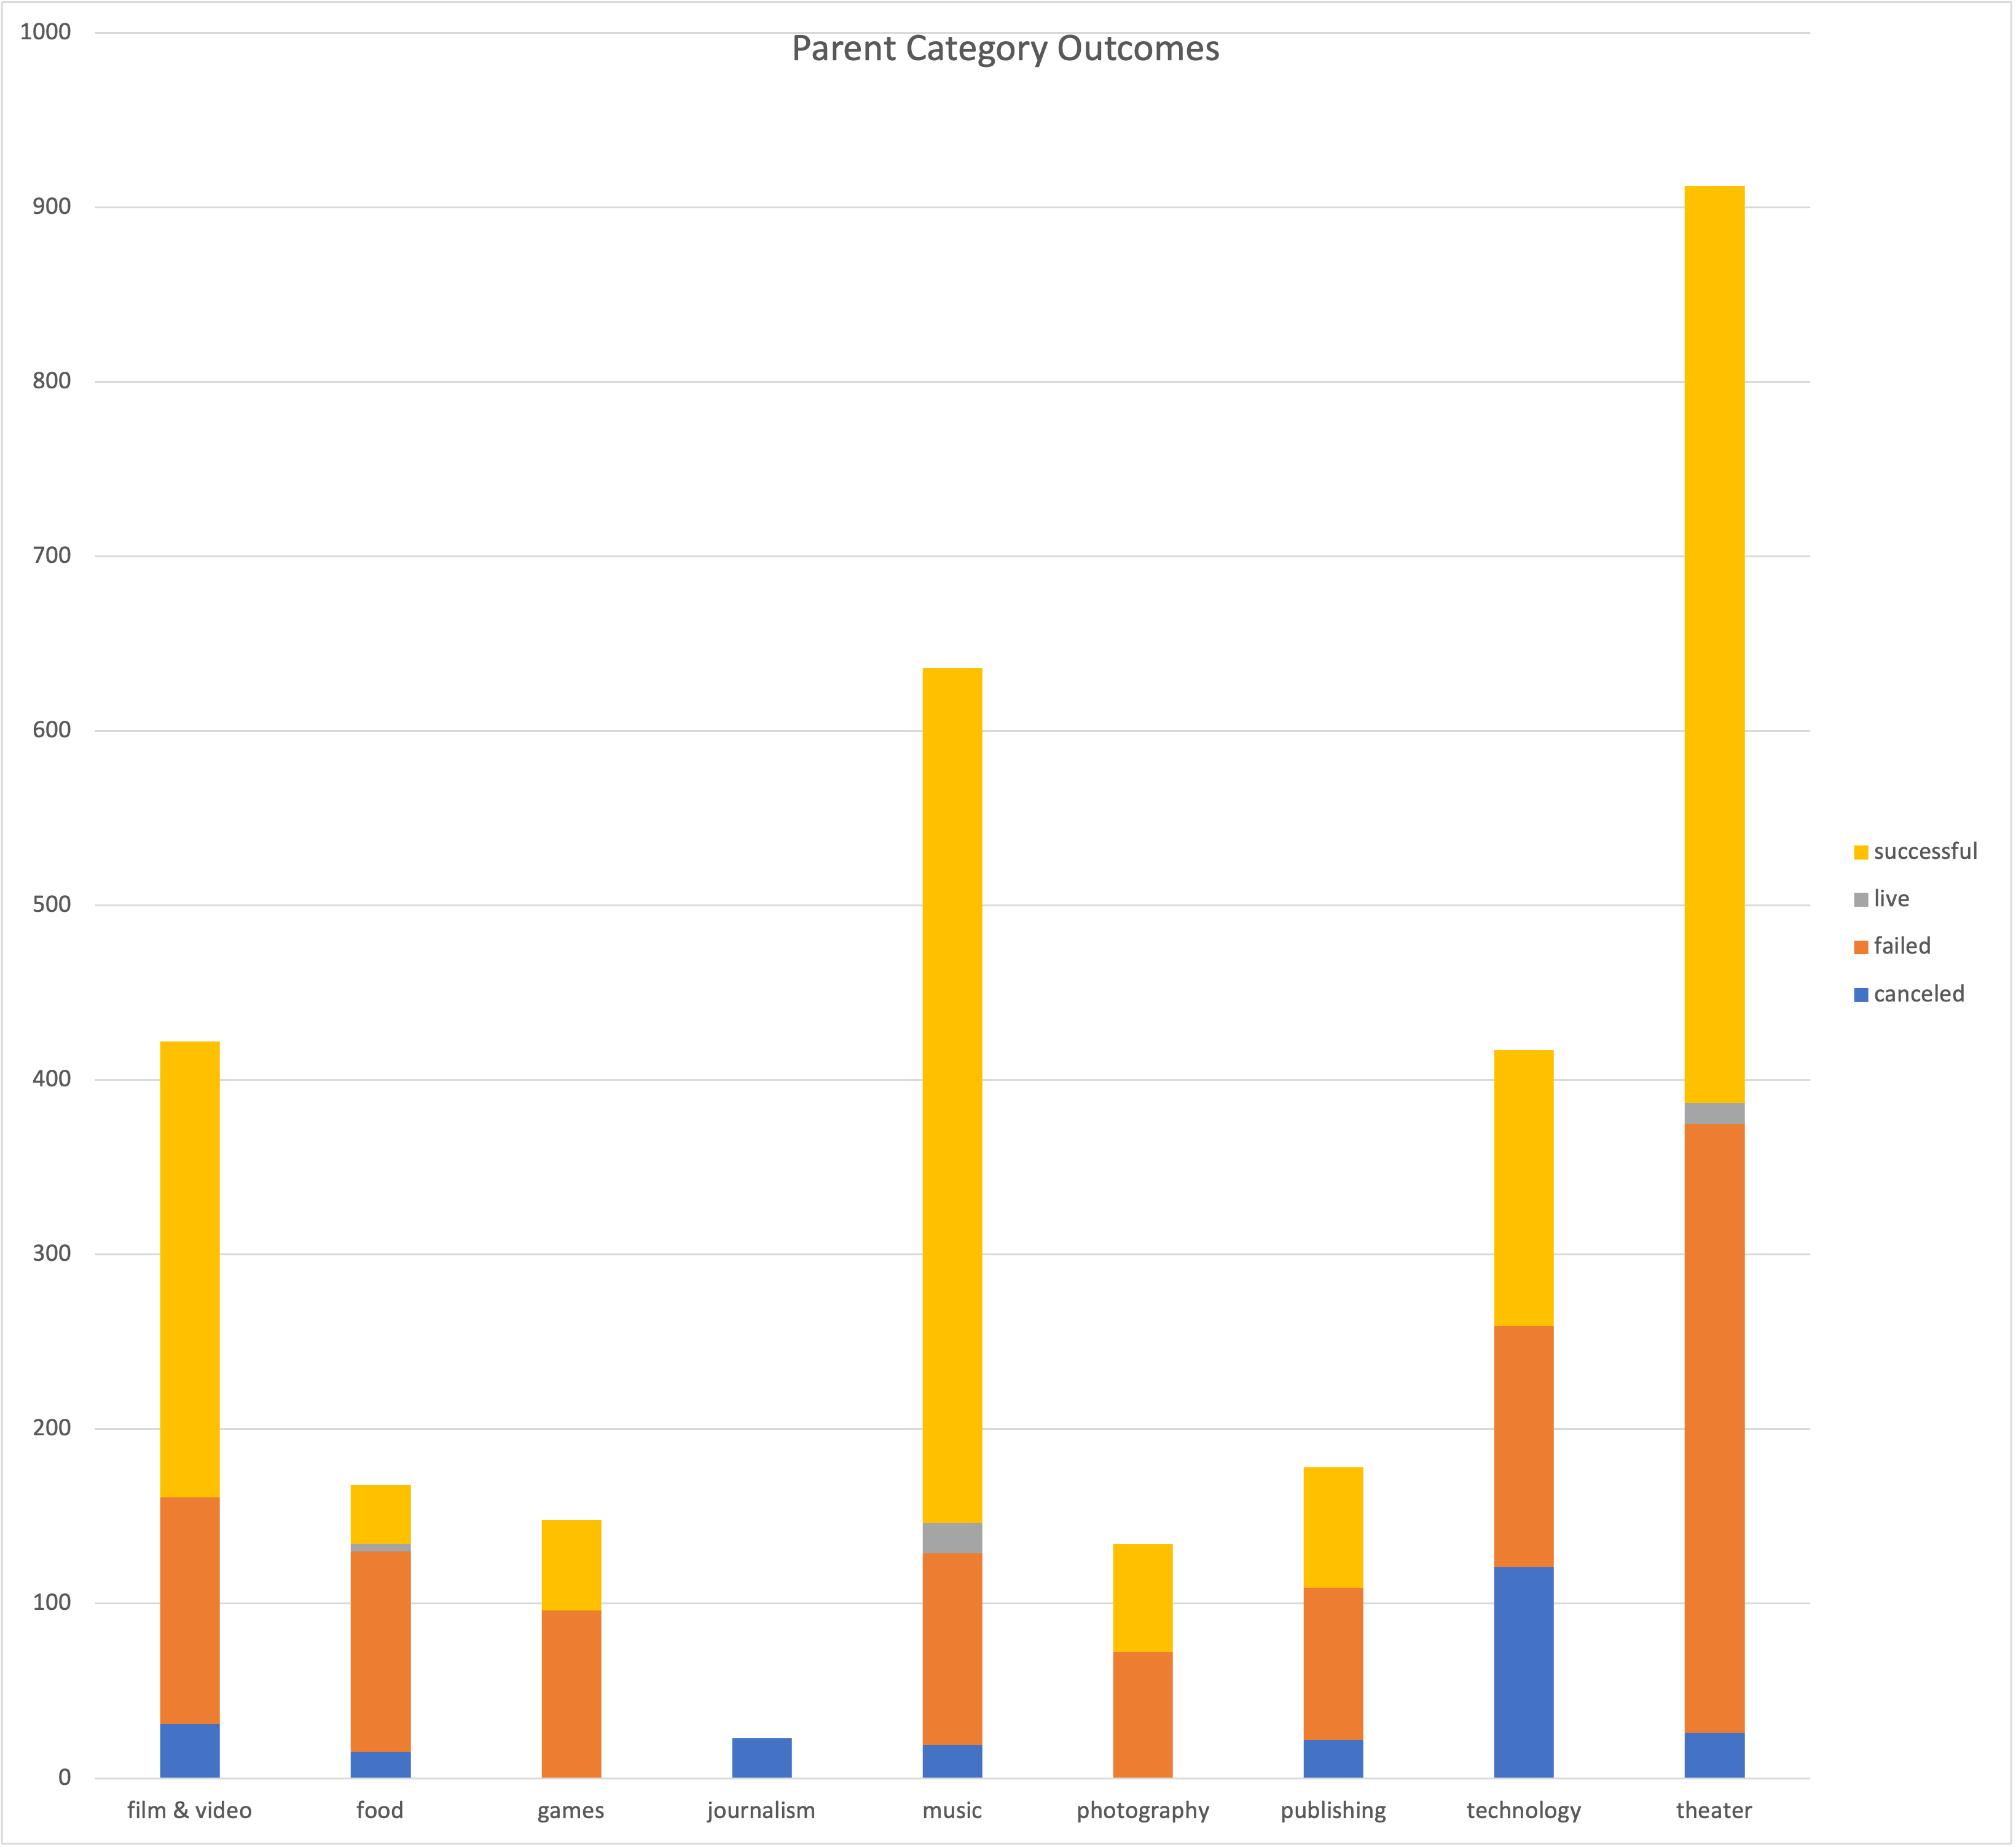 Parent Category Outcomes
1000
900
800
700
600
500
400
300
200
100
0
film & video food games journalism music photography publishing technology theater
successful
live
failed
canceled